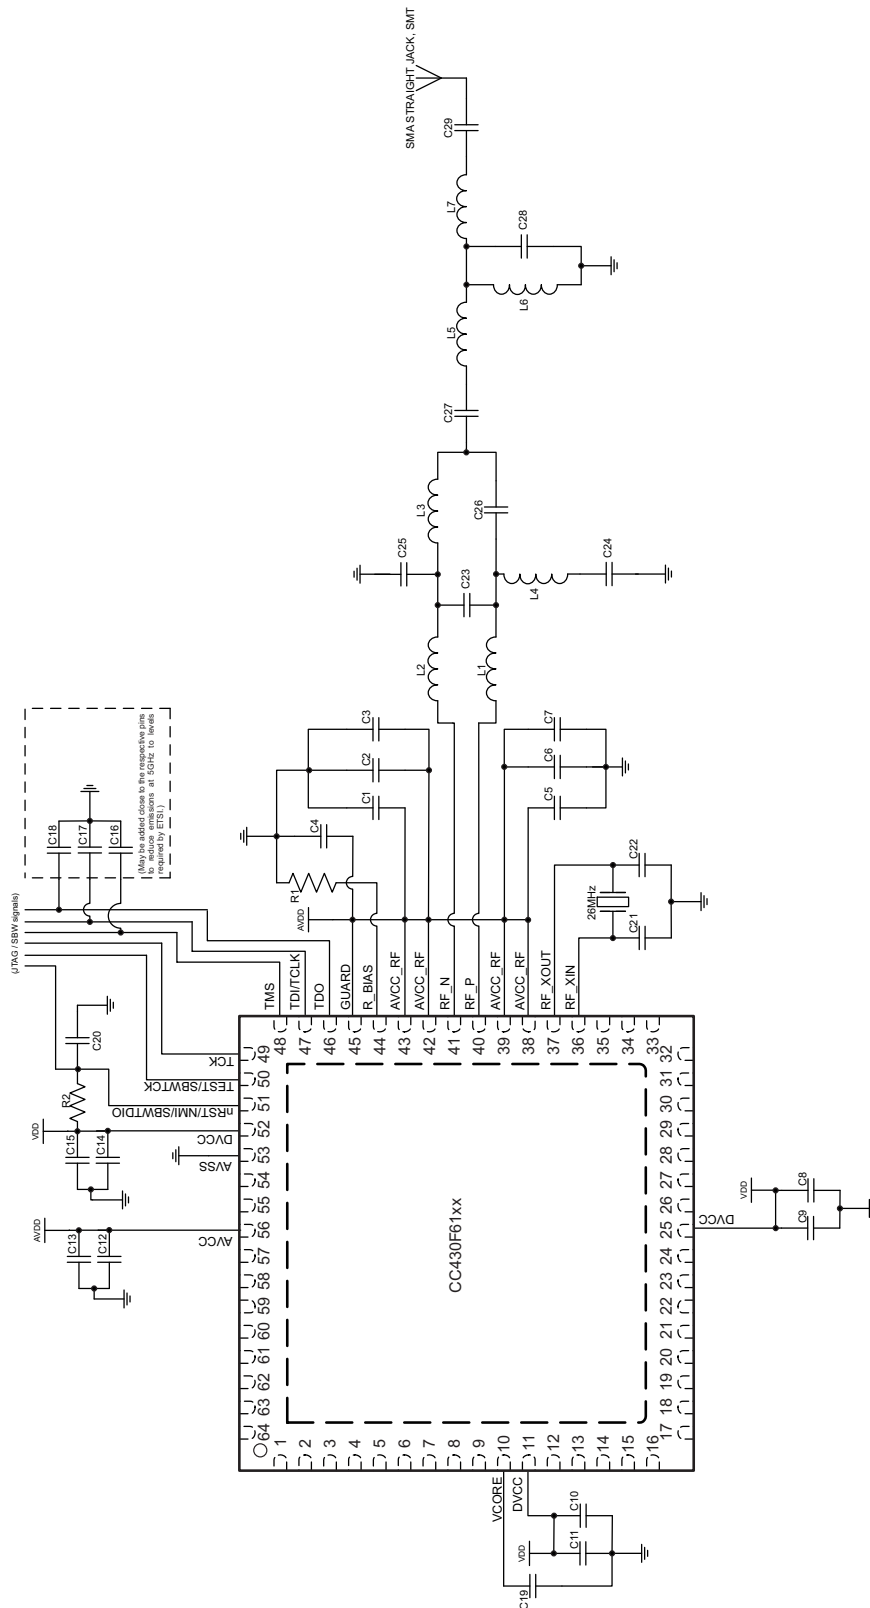 SMA STRAIGHT JACK, SMT
C29
L7
C28
L6
L5
C27
L3
C26
C25
C23
C24
L4
L2
L1
C3
C2
C1
C4
R1
AVDD
C7
C6
C5
C22
26MHz
C21
(May be added close to the respective pins
to reduce emissions at 5GHz to levels
required by ETSI.)
C18
C17
C16
(JTAG / SBW signals)
C20
R2
VDD
C15
C14
AVDD
C13
C12
TCK
TEST/SBWTCK
nRST/NMI/SBWTDIO
DVCC
AVSS
AVCC
TMS
TDI/TCLK
TDO
GUARD
R_BIAS
AVCC_RF
AVCC_RF
RF_N
RF_P
AVCC_RF
AVCC_RF
RF_XOUT
RF_XIN
48
47
46
45
44
43
42
41
40
39
38
37
36
35
34
33
49
50
51
52
53
54
55
56
57
58
59
60
61
62
63
64
32
31
30
29
28
27
26
25
24
23
22
21
20
19
18
17
CC430F61xx
DVCC
VDD
C8
C9
1
2
3
4
5
6
7
8
9
10
11
12
13
14
15
16
VCORE
DVCC
VDD
C10
C11
C19